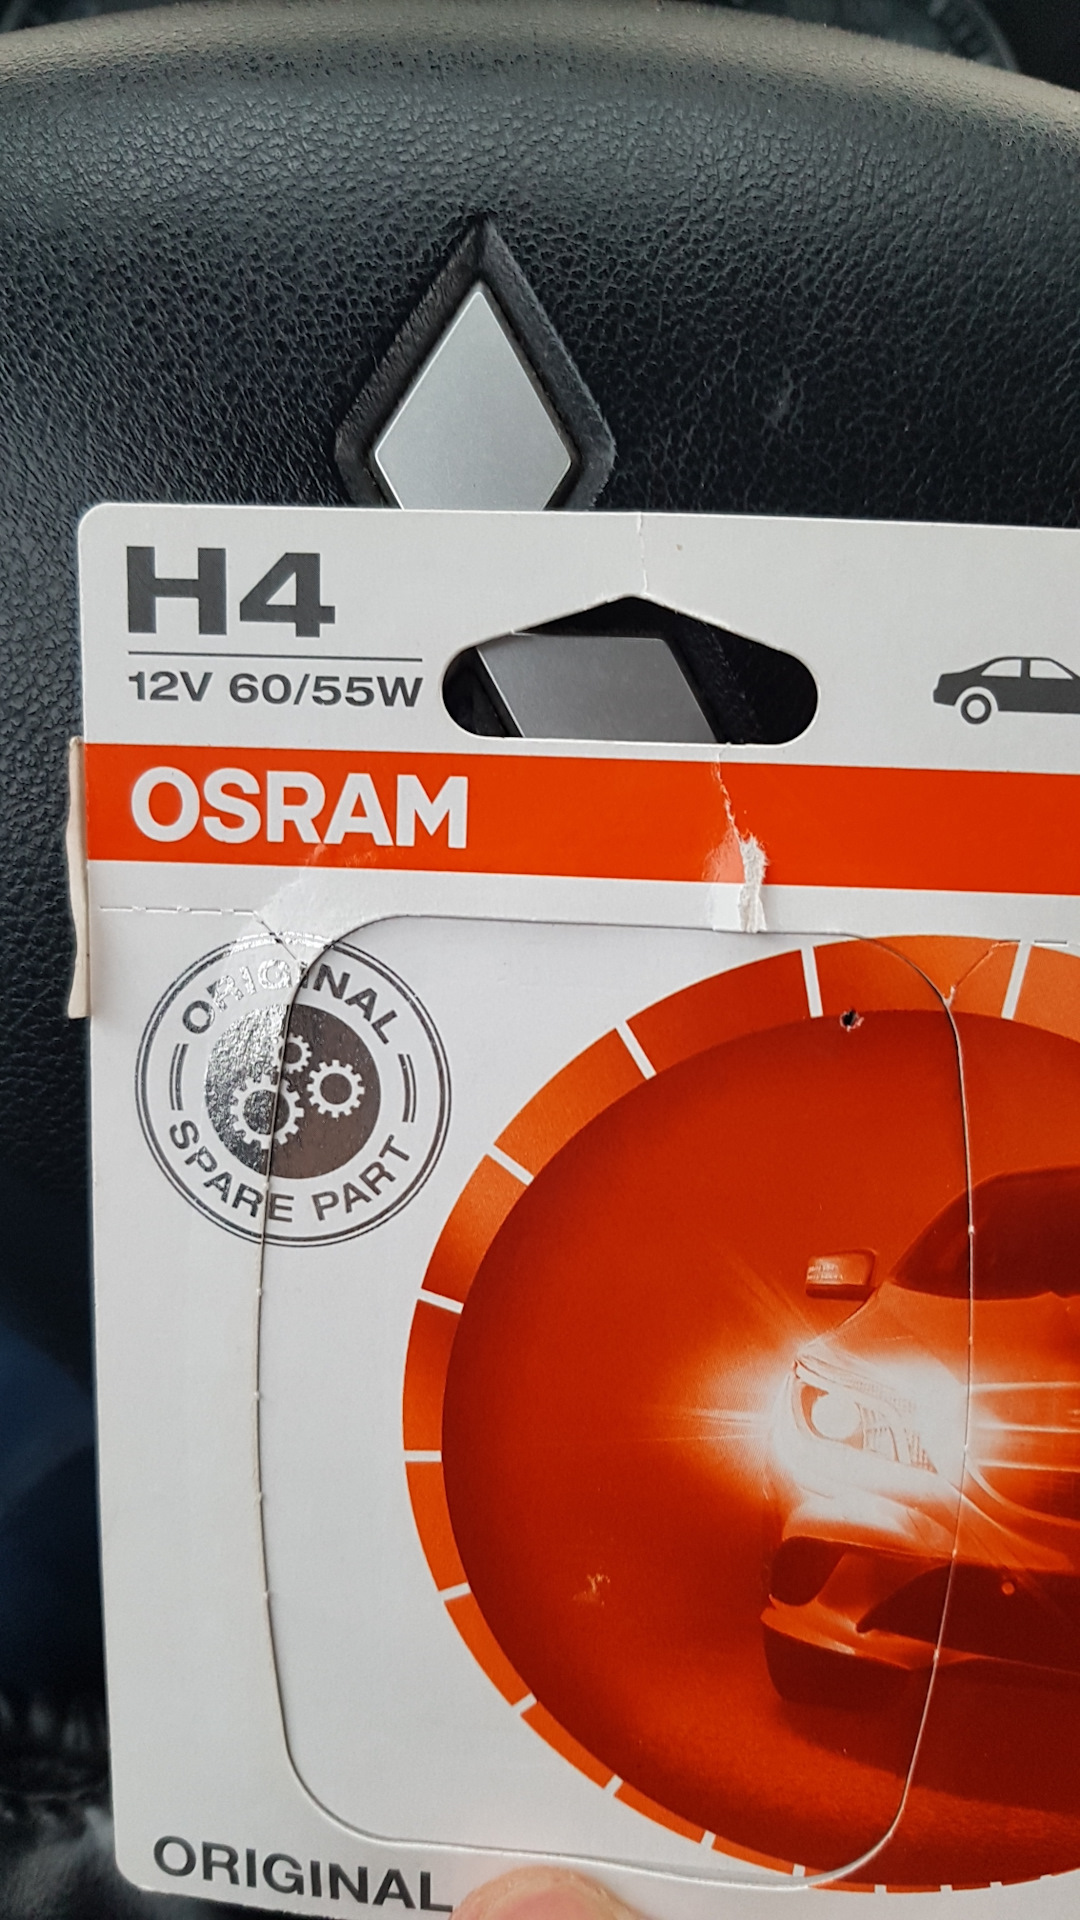 H4
12V 60/55W
OSRAM
ORIGINAL
SPARE PART
ORIGINAL